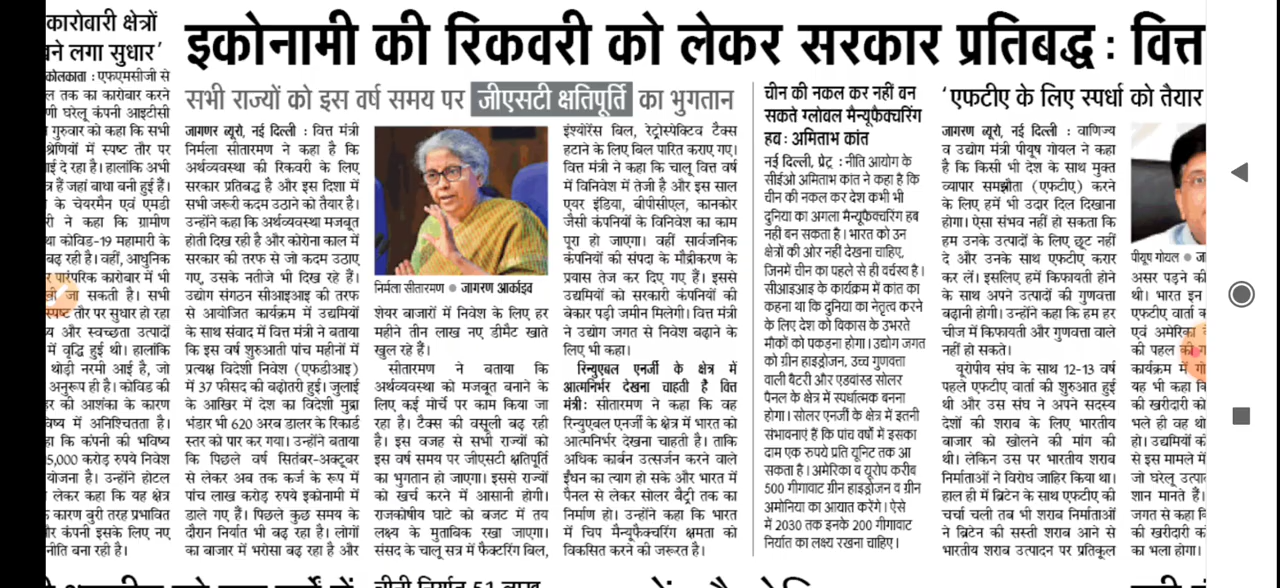 कारोबारी क्षेत्रों
लगा सुधार'
कोलकाता : एफएमसीजी से
ल तक का कारोबार करने
घरेलू कंपनी आइटीसी
गुरुवार को कहा कि सभी
श्रेणियों में स्पष्ट तौर पर
दे रहा है। हालांकि अभी
हैं जहां बाधा बनी हुई हैं।
के चेयरमैन एवं एमडी
ने कहा कि ग्रामीण
कोविड-19 महामारी के
बढ़ रही है। वहीं, आधुनिक
पारंपरिक कारोबार में भी
जा सकती है। सभी
स्पष्ट तौर पर सुधार हो रहा
और स्वच्छता उत्पादों
में वृद्धि हुई थी। हालांकि
थोड़ी नरमी आई है, जो
अनुरूप ही है। कोविड की
की आशंका के कारण
में अनिश्चितता है।
कि कंपनी की भविष्य
5,000 करोड़ रुपये निवेश
योजना है। उन्होंने होटल
लेकर कहा कि यह क्षेत्र
कारण बुरी तरह प्रभावित
कंपनी इसके लिए नए
नीति बना रही है।
इकोनामी की रिकवरी को लेकर सरकार प्रतिबद्ध : वित्त
सभी राज्यों को इस वर्ष समय पर जीएसटी क्षतिपूर्ति का भुगतान
जागरण ब्यूरो, नई दिल्ली : वित्त मंत्री
निर्मला सीतारमण ने कहा है कि
अर्थव्यवस्था की रिकवरी के लिए
सरकार प्रतिबद्ध है और इस दिशा में
सभी जरूरी कदम उठाने को तैयार है।
उन्होंने कहा कि अर्थव्यवस्था मजबूत
होती दिख रही है और कोरोना काल में
सरकार की तरफ से जो कदम उठाए
गए, उसके नतीजे भी दिख रहे हैं।
उद्योग संगठन सीआइआइ की तरफ
से आयोजित कार्यक्रम में उद्यमियों
के साथ संवाद में वित्त मंत्री ने बताया
कि इस वर्ष शुरुआती पांच महीनों में
प्रत्यक्ष विदेशी निवेश (एफडीआइ)
में 37 फीसद की बढ़ोतरी हुई। जुलाई
के आखिर में देश का विदेशी मुद्रा
भंडार भी 620 अरब डालर के रिकार्ड
स्तर को पार कर गया। उन्होंने बताया
कि पिछले वर्ष सितंबर-अक्टूबर
से लेकर अब तक कर्ज के रूप में
पांच लाख करोड़ रुपये इकोनामी में
डाले गए हैं। पिछले कुछ समय के
दौरान निर्यात भी बढ़ रहा है। लोगों
का बाजार में भरोसा बढ़ रहा है और
निर्मला सीतारमण ● जागरण आर्काइव
शेयर बाजारों में निवेश के लिए हर
महीने तीन लाख नए डीमैट खाते
खुल रहे हैं।
सीतारमण ने बताया कि
अर्थव्यवस्था को मजबूत बनाने के
लिए कई मोर्चे पर काम किया जा
रहा है। टैक्स की वसूली बढ़ रही
है। इस वजह से सभी राज्यों को
इस वर्ष समय पर जीएसटी क्षतिपूर्ति
का भुगतान हो जाएगा। इससे राज्यों
को खर्च करने में आसानी होगी।
राजकोषीय घाटे को बजट में तय
लक्ष्य के मुताबिक रखा जाएगा।
संसद के चालू सत्र में फैक्टरिंग बिल,
इंश्योरेंस बिल, रेट्रोस्पेक्टिव टैक्स
हटाने के लिए बिल पारित कराए गए।
वित्त मंत्री ने कहा कि चालू वित्त वर्ष
में विनिवेश में तेजी है और इस साल
एयर इंडिया, बीपीसीएल, कानकोर
जैसी कंपनियों के विनिवेश का काम
पूरा हो जाएगा। वहीं सार्वजनिक
कंपनियों की संपदा के मौद्रीकरण के
प्रयास तेज कर दिए गए हैं। इससे
उद्यमियों को सरकारी कंपनियों की
बेकार पड़ी जमीन मिलेगी। वित्त मंत्री
ने उद्योग जगत से निवेश बढ़ाने के
लिए भी कहा।
रिन्युएबल एनर्जी के क्षेत्र में
आत्मनिर्भर देखना चाहती है वित्त
मंत्री: सीतारमण ने कहा कि वह
रिन्युएबल एनर्जी के क्षेत्र में भारत को
आत्मनिर्भर देखना चाहती है। ताकि
अधिक कार्बन उत्सर्जन करने वाले
ईंधन का त्याग हो सके और भारत में
पैनल से लेकर सोलर बैट्री तक का
निर्माण हो। उन्होंने कहा कि भारत
में चिप मैन्यूफैक्चरिंग क्षमता को
विकसित करने की जरूरत है।
चीन की नकल कर नहीं बन
सकते ग्लोबल मैन्यूफैक्चरिंग
हब : अमिताभ कांत
नई दिल्ली, प्रेट्र : नीति आयोग के
सीईओ अमिताभ कांत ने कहा है कि
चीन की नकल कर देश कभी भी
दुनिया का अगला मैन्यूफैक्चरिंग हब
नहीं बन सकता है। भारत को उन
क्षेत्रों की ओर नहीं देखना चाहिए,
जिनमें चीन का पहले से ही वर्चस्व है।
सीआइआइ के कार्यक्रम में कांत का
कहना था कि दुनिया का नेतृत्व करने
के लिए देश को विकास के उभरते
मौकों को पकड़ना होगा। उद्योग जगत
को ग्रीन हाइड्रोजन, उच्च गुणवत्ता
वाली बैटरी और एडवांस्ड सोलर
पैनल के क्षेत्र में स्पर्धात्मक बनना
होगा। सोलर एनर्जी के क्षेत्र में इतनी
संभावनाएं हैं कि पांच वर्षों में इसका
दाम एक रुपये प्रति यूनिट तक आ
सकता है। अमेरिका व यूरोप करीब
500 गीगावाट ग्रीन हाइड्रोजन व ग्रीन
अमोनिया का आयात करेंगे। ऐसे
में 2030 तक इनके 200 गीगावाट
निर्यात का लक्ष्य रखना चाहिए।
'एफटीए के लिए स्पर्धा को तैयार
जागरण ब्यूरो, नई दिल्ली : वाणिज्य
व उद्योग मंत्री पीयूष गोयल ने कहा
है कि किसी भी देश के साथ मुक्त
व्यापार समझौता (एफटीए) करने
के लिए हमें भी उदार दिल दिखाना
होगा। ऐसा संभव नहीं हो सकता कि
हम उनके उत्पादों के लिए छूट नहीं
दे और उनके साथ एफटीए करार
कर लें। इसलिए हमें किफायती होने
के साथ अपने उत्पादों की गुणवत्ता
बढ़ानी होगी। उन्होंने कहा कि हम हर
चीज में किफायती और गुणवत्ता वाले
नहीं हो सकते।
यूरोपीय संघ के साथ 12-13 वर्ष
पहले एफटीए वार्ता की शुरुआत हुई
थी और उस संघ ने अपने सदस्य
देशों की शराब के लिए भारतीय
बाजार को खोलने की मांग की
थी। लेकिन उस पर भारतीय शराब
निर्माताओं ने विरोध जाहिर किया था।
हाल ही में ब्रिटेन के साथ एफटीए की
चर्चा चली तब भी शराब निर्माताओं
ने ब्रिटेन की सस्ती शराब आने से
भारतीय शराब उत्पादन पर प्रतिकूल
पीयूष गोयल ●
असर पड़ने की
थी। भारत इन
एफटीए वार्ता
एवं अमेरिका
की पहल की
कार्यक्रम में
यह भी कहा
की खरीदारी को
भले ही वह
हो। उद्यमियों
से इस मामले में
जो घरेलू
शान मानते हैं।
जगत से कहा
की खरीदारी
का भला होगा।